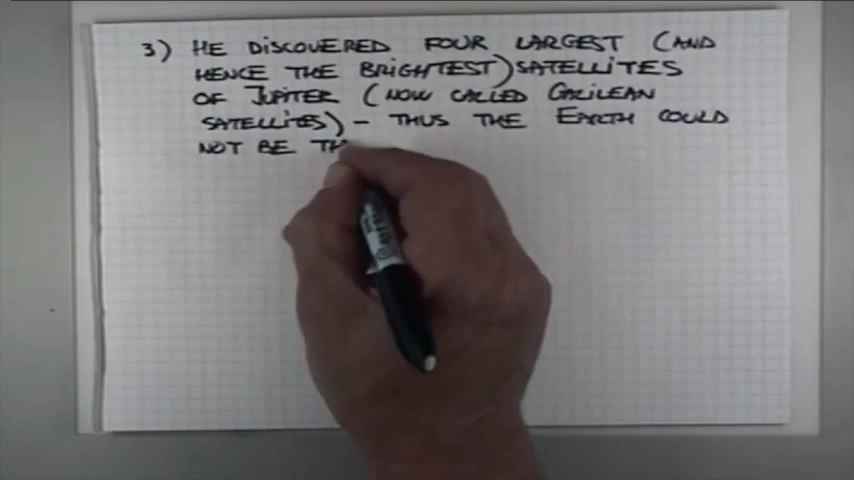 3) HE DISCOVERED FOUR LARGEST (AND
HENCE THE BRIGHTEST) SATELLITES
OF JUPITER (NOW CALLED GALILEAN
SATELLITES) - THUS THE EARTH COULD
NOT BE TH